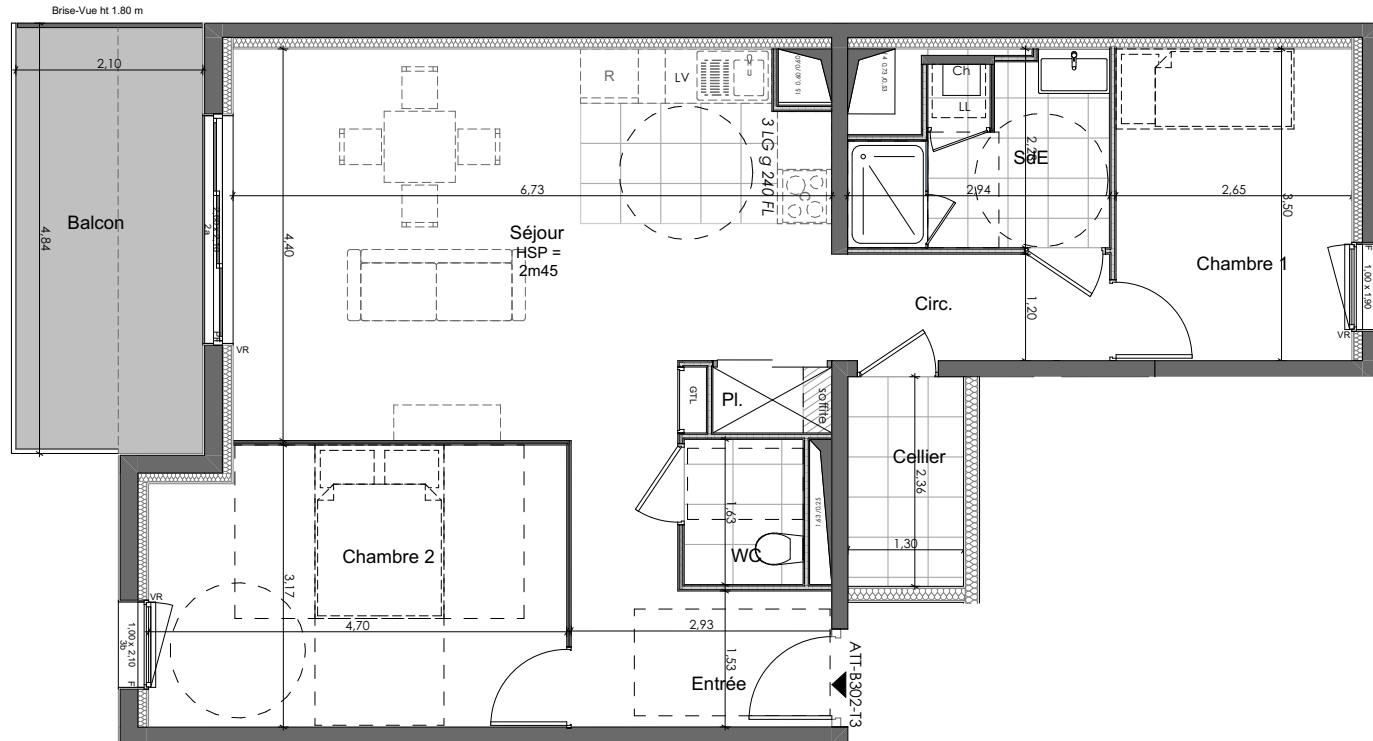 Brise-Vue ht 1.80 m
2,10
Balcon
4,84
VR
6,73
4,40
Séjour
HSP =
2m45
R
LV
3 LG g 240 FL
C
Ch
LL
SdE
2,94
Chambre 1
2,65
3,50
1,00 x 1,90
F
VR
Circ.
1,20
GTL
Pl.
soffite
Cellier
2,36
1,30
WC
1,63
Chambre 2
3,17
4,70
VR
1,00 x 2,10
3b
F
2,93
1,53
Entrée
ATT-B302-T3